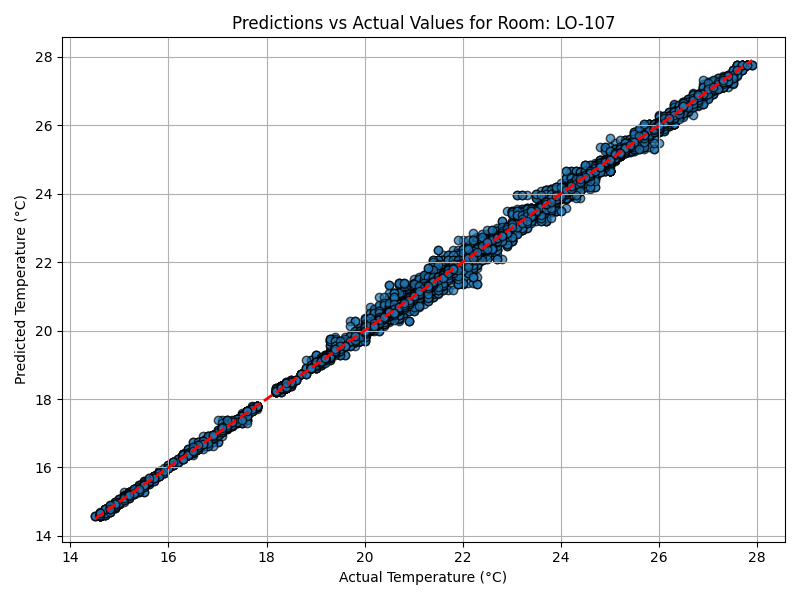 Predictions vs Actual Values for Room: LO-107
Predicted Temperature (°C)
28
26
24
22
20
18
16
14
14 16 18 20 22 24 26 28
Actual Temperature (°C)